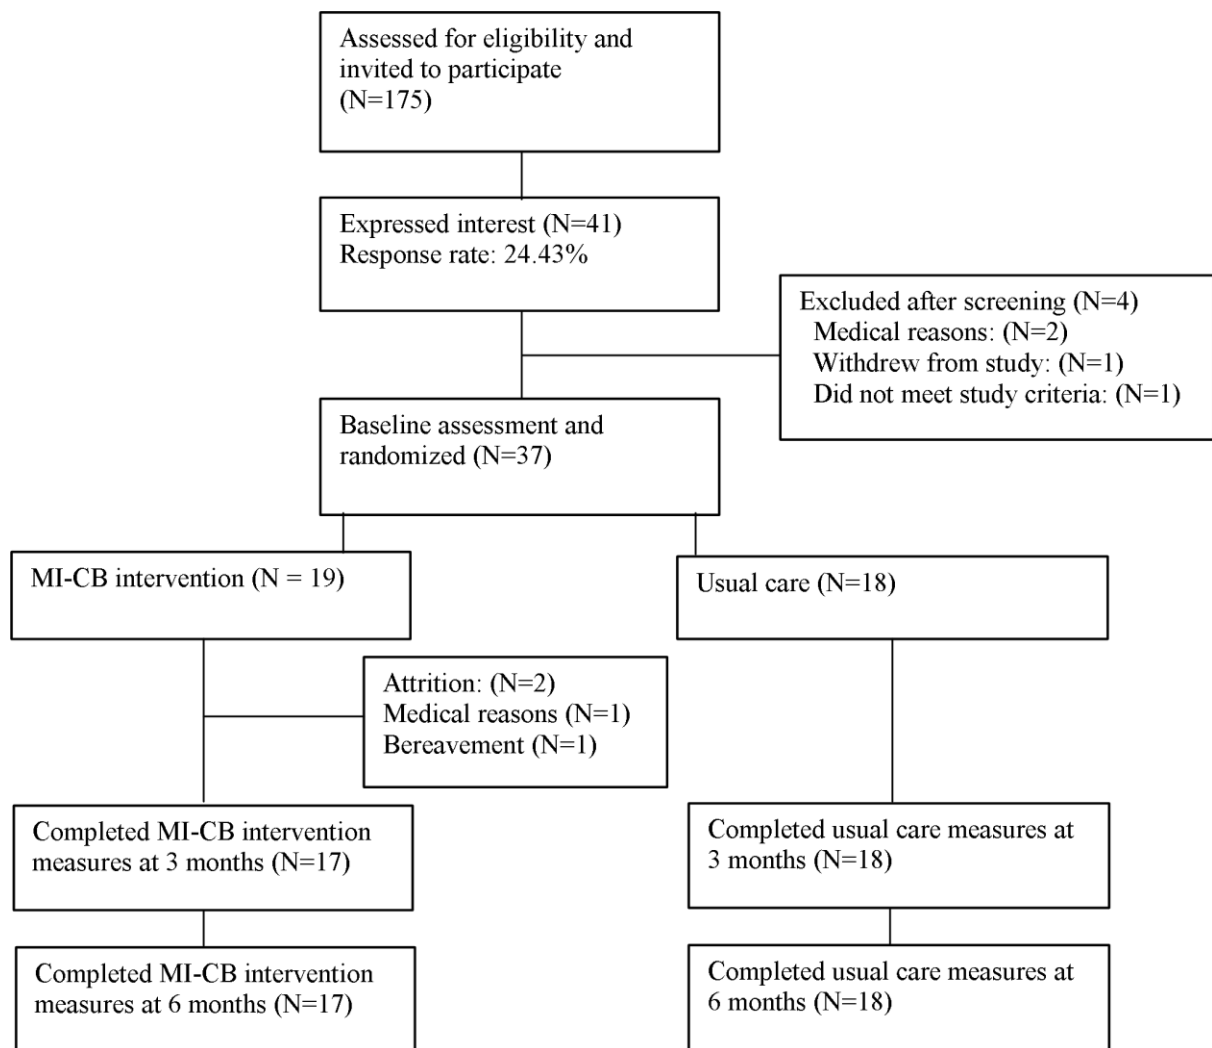 Assessed for eligibility and
invited to participate
(N=175)
Expressed interest (N=41)
Response rate: 24.43%
Excluded after screening (N=4)
Medical reasons: (N=2)
Withdrew from study: (N=1)
Did not meet study criteria: (N=1)
Baseline assessment and
randomized (N=37)
MI-CB intervention (N = 19)
Usual care (N=18)
Attrition: (N=2)
Medical reasons (N=1)
Bereavement (N=1)
Completed MI-CB intervention
measures at 3 months (N=17)
Completed usual care measures at
3 months (N=18)
Completed MI-CB intervention
measures at 6 months (N=17)
Completed usual care measures at
6 months (N=18)